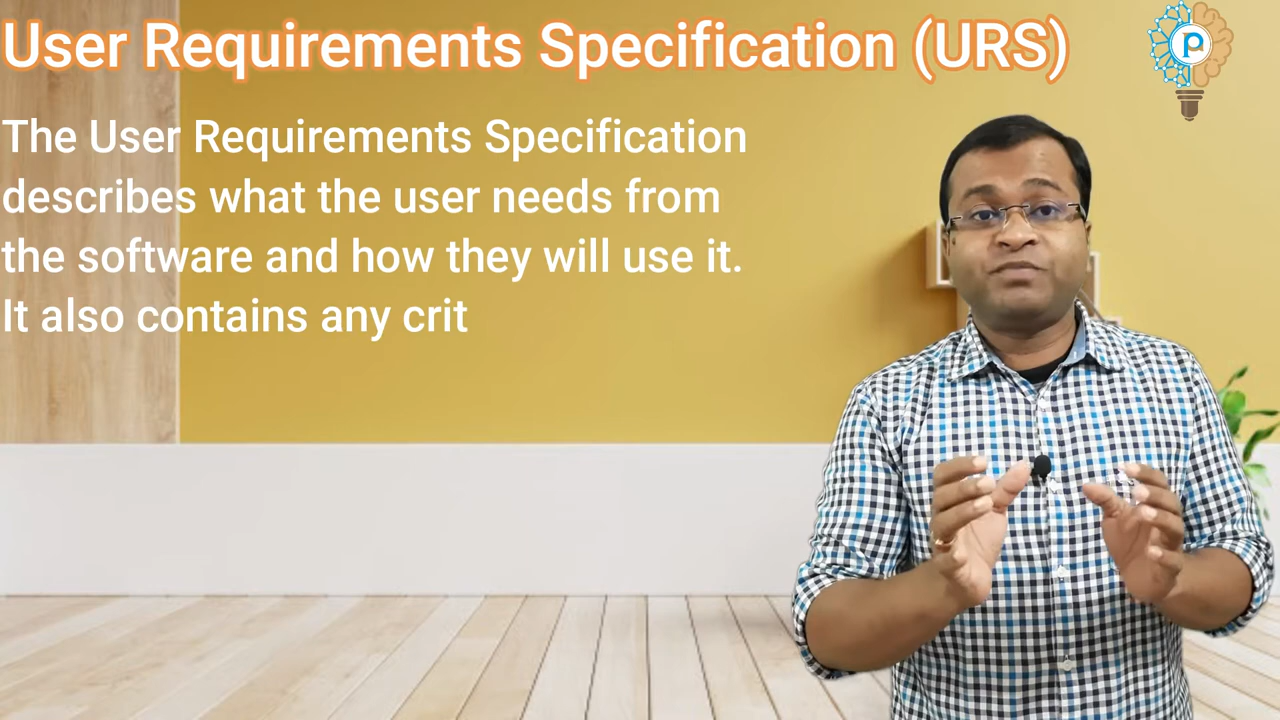 User Requirements Specification (URS)
The User Requirements Specification
describes what the user needs from
the software and how they will use it.
It also contains any crit
p